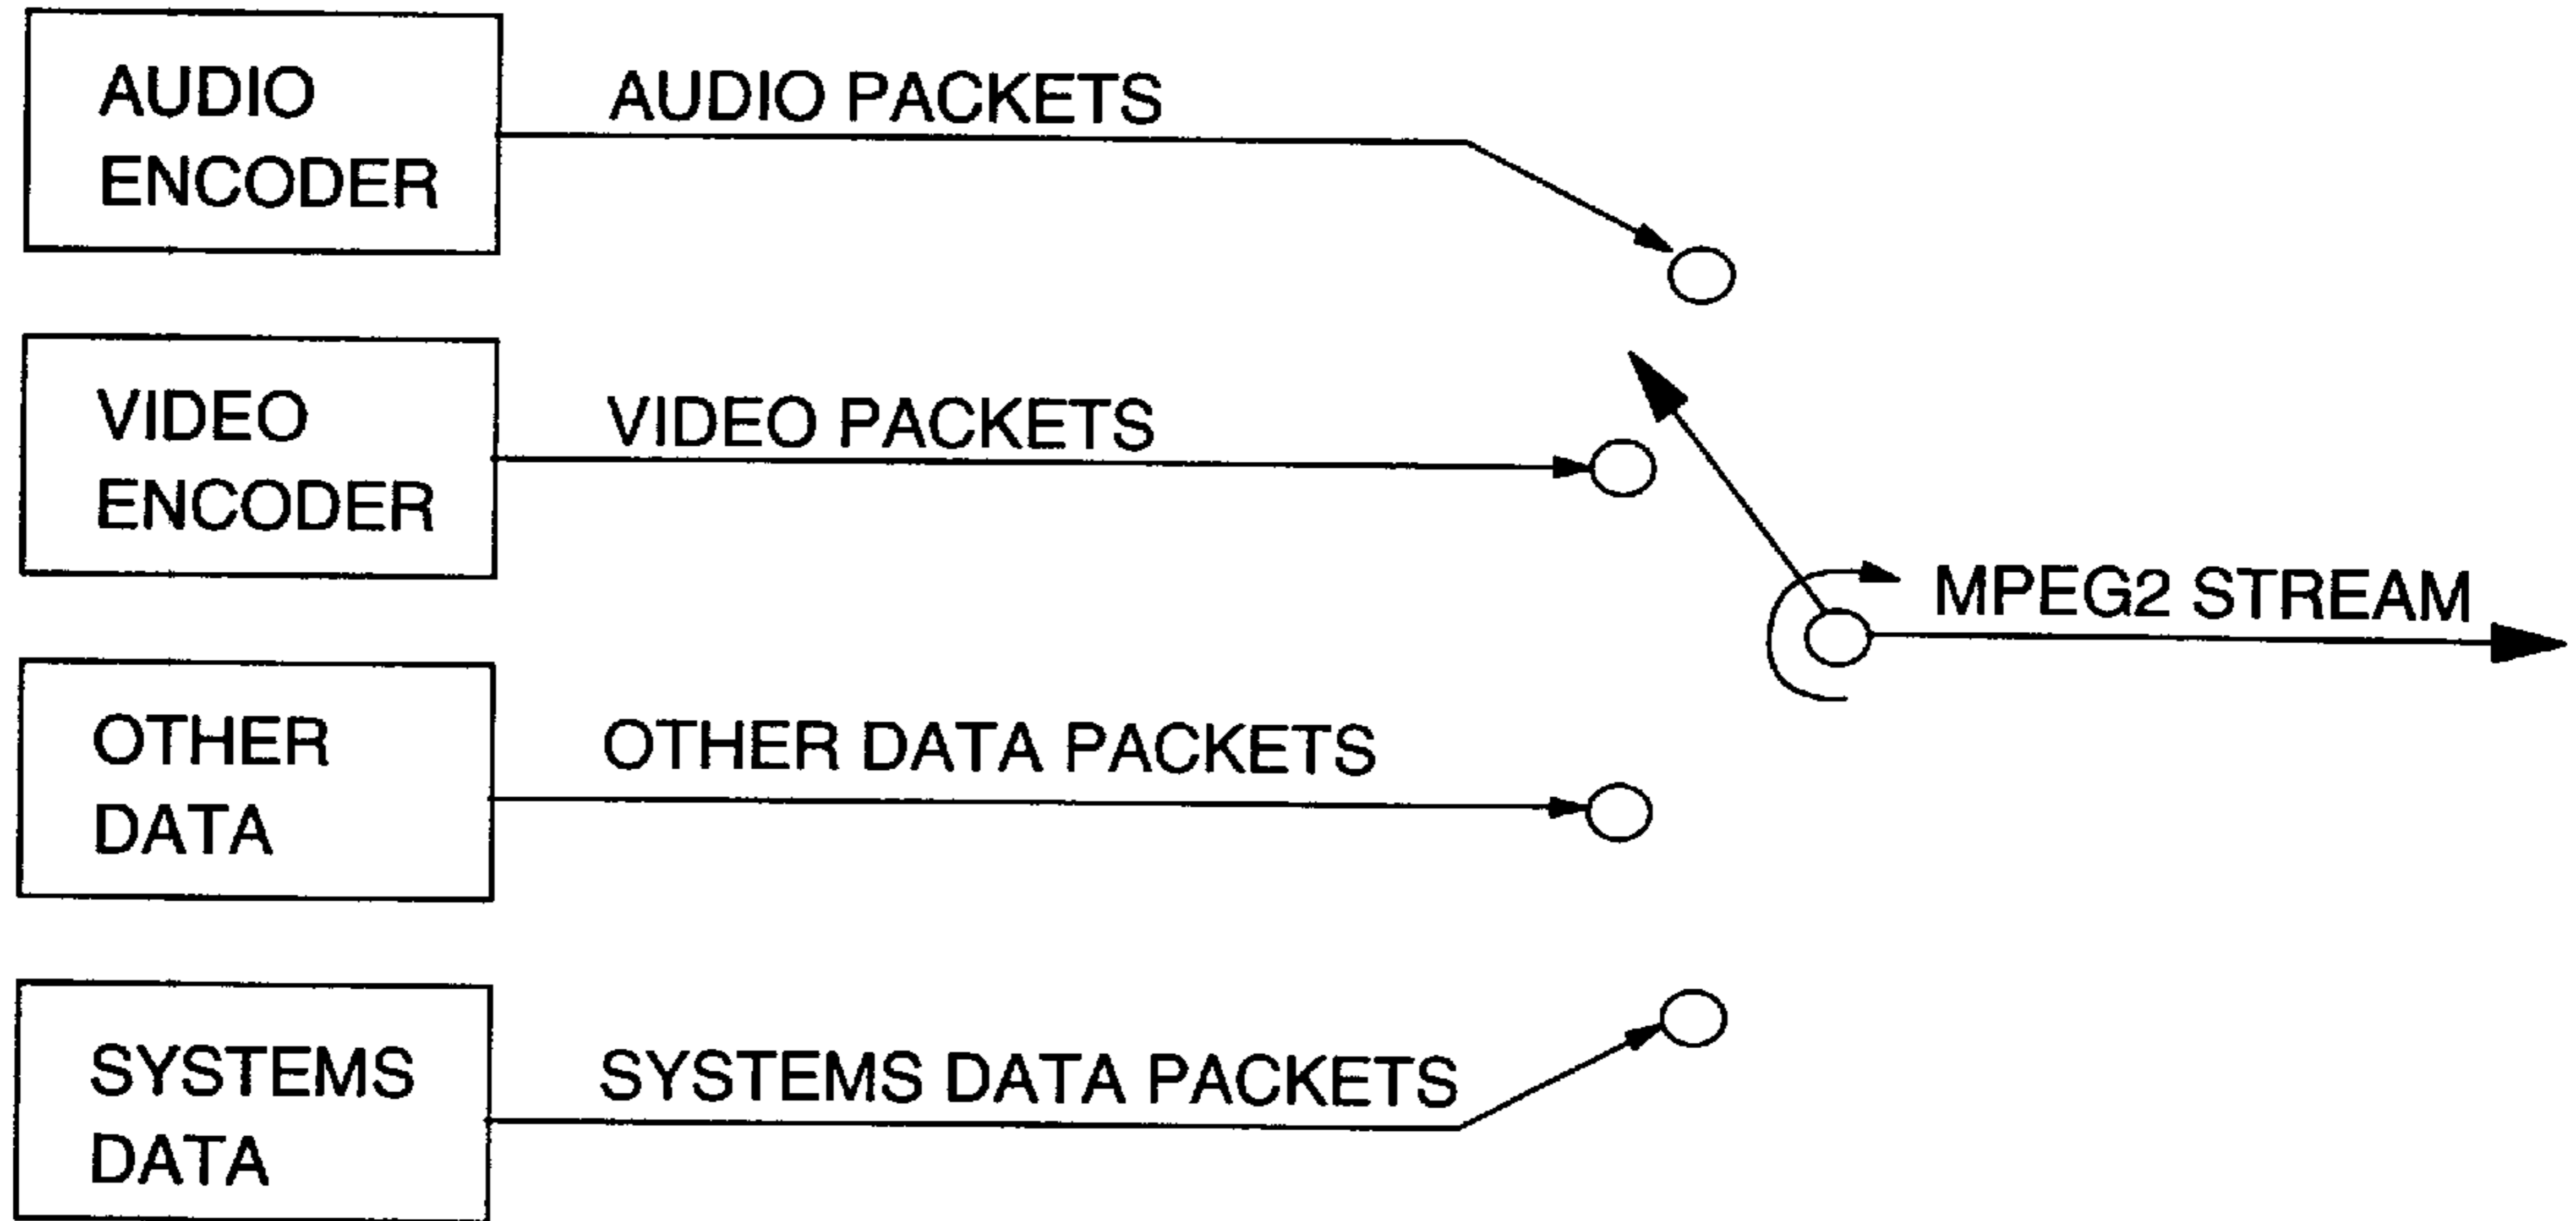 AUDIO
ENCODER
AUDIO PACKETS
VIDEO
ENCODER
VIDEO PACKETS
MPEG2 STREAM
OTHER
DATA
OTHER DATA PACKETS
SYSTEMS
DATA
SYSTEMS DATA PACKETS